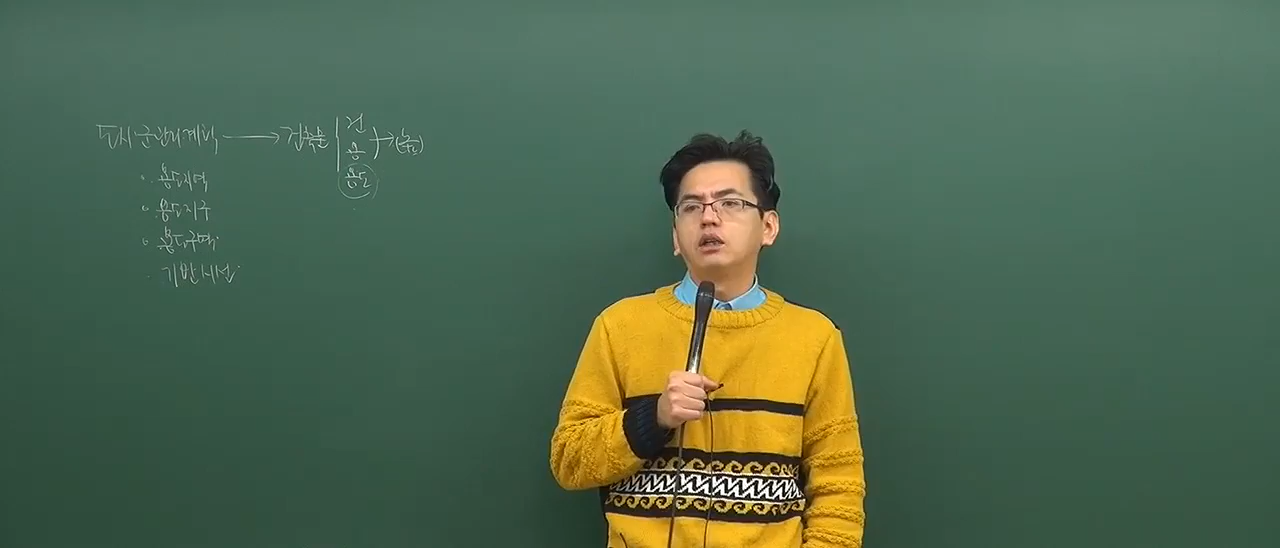 도시군관리계획 → 건축물 건
용
용도 → (높)
용도지역
용도지구
용도구역
기반시설